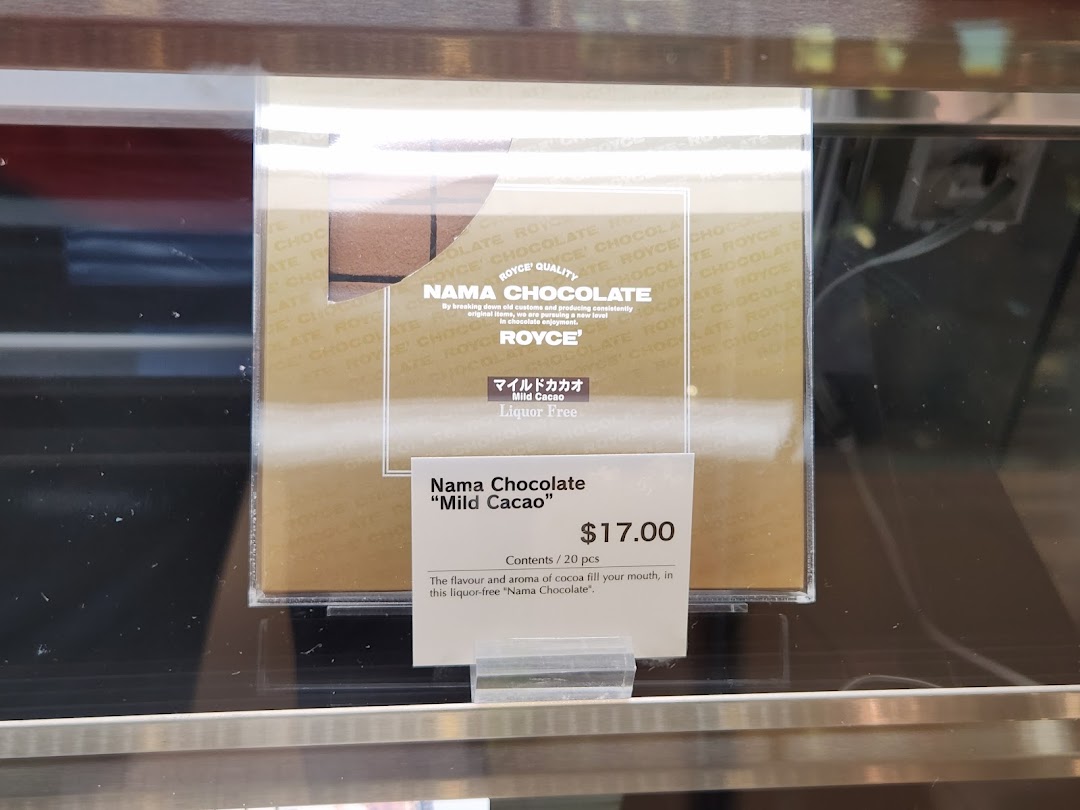 ROYCE' QUALITY
NAMA CHOCOLATE
By breaking down old customs and producing consistently
original items, we are pursuing a new level
in chocolate enjoyment.
ROYCE'
マイルドカカオ
Mild Cacao
Liquor Free
Nama Chocolate
“Mild Cacao”
$17.00
Contents / 20 pcs
The flavour and aroma of cocoa fill your mouth, in
this liquor-free "Nama Chocolate".